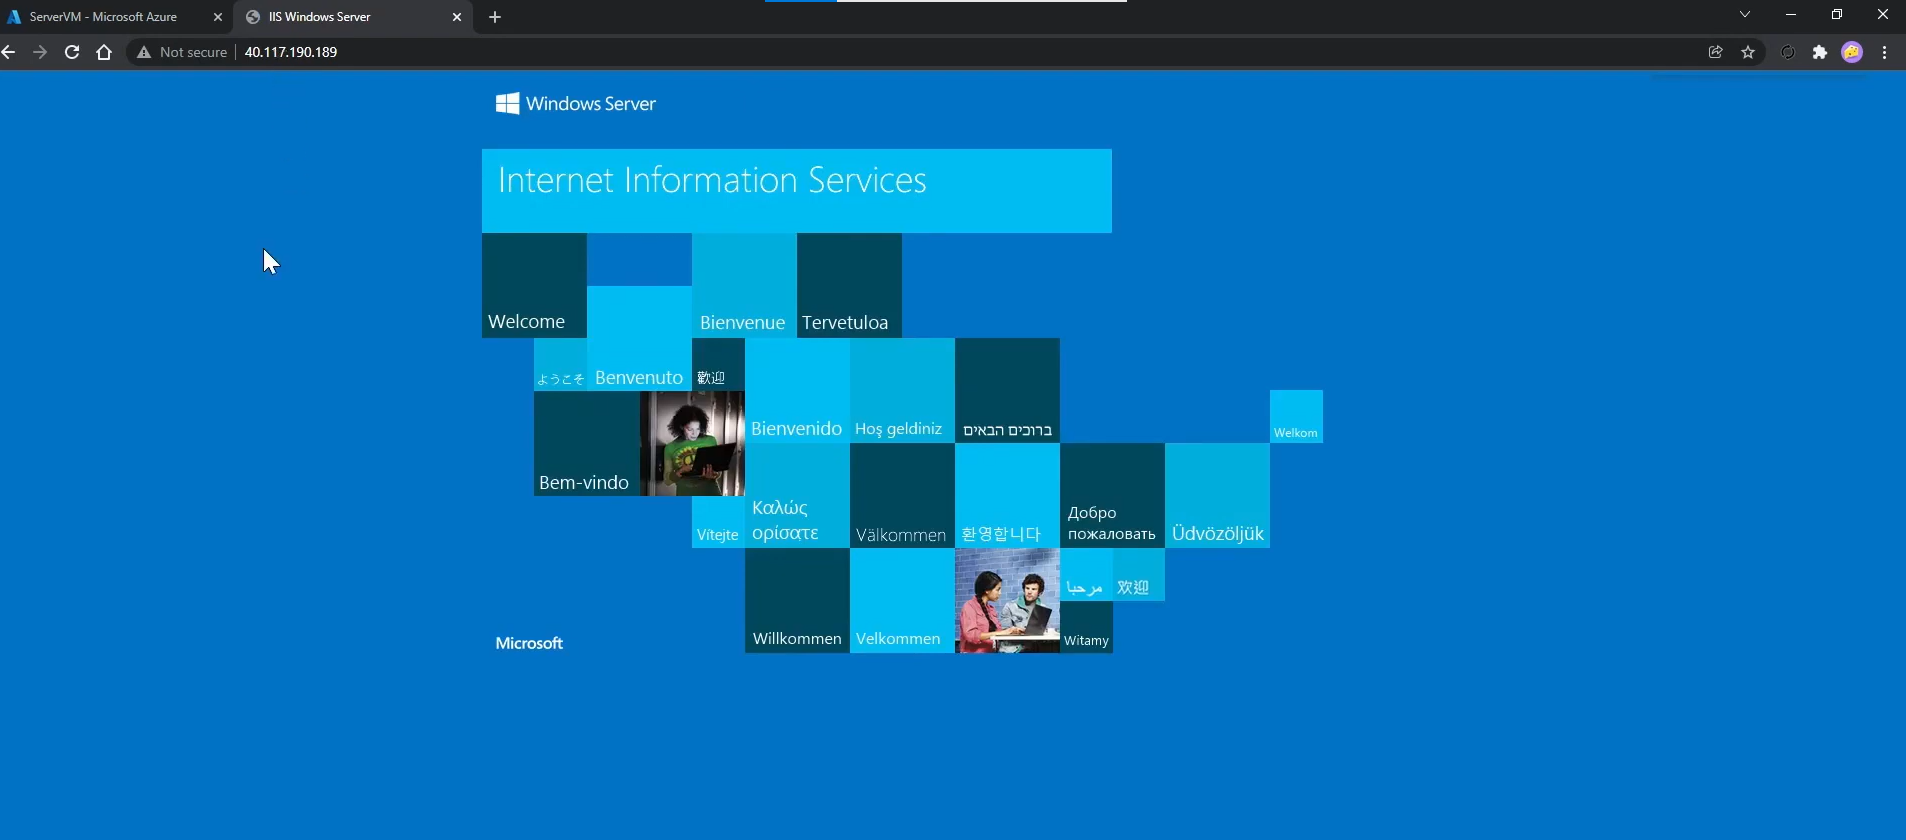 ServerVM - Microsoft Azure
IIS Windows Server
Not secure
40.117.190.189
Windows Server
Internet Information Services
Welcome
Bienvenue
Tervetuloa
ようこそ
Benvenuto
歡迎
Bienvenido
Hoş geldiniz
ברוכים הבאים
Welkom
Bem-vindo
Vítejte
Καλώς
ορίσατε
Välkommen
환영합니다
Добро
пожаловать
Üdvözöljük
Microsoft
Willkommen
Velkommen
مرحبا
欢迎
Witamy